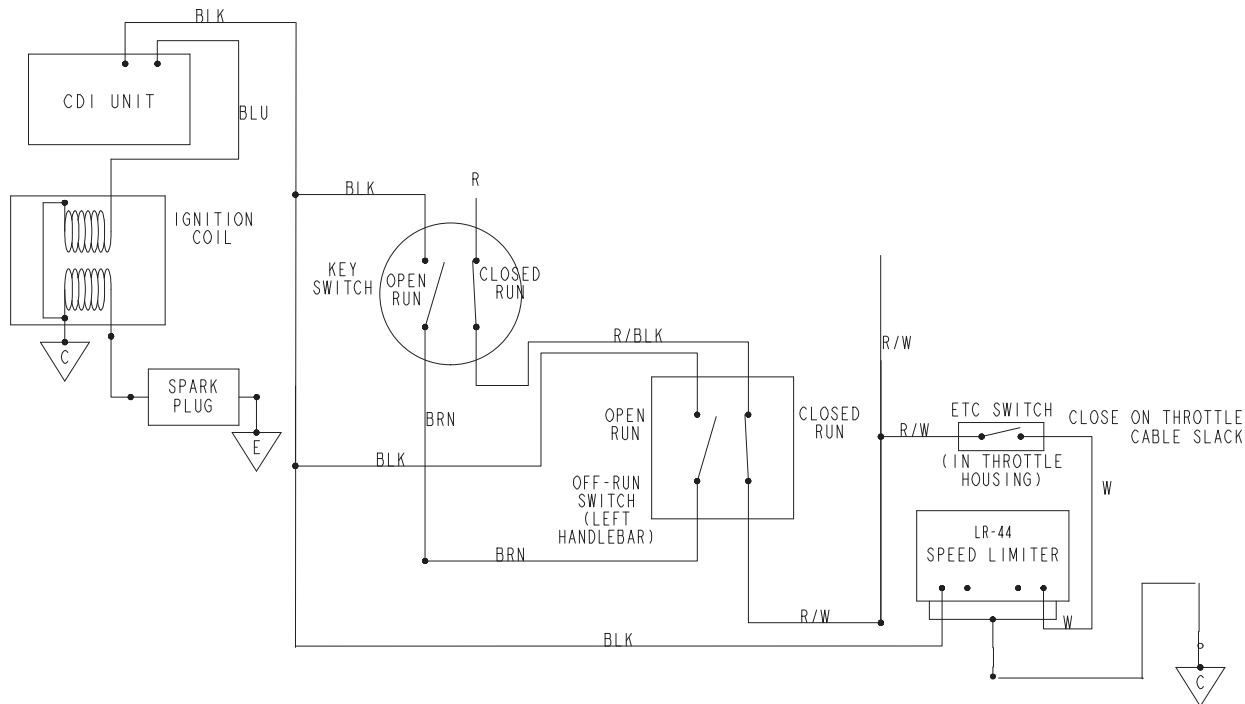 BLK
CDI UNIT
BLU
IGNITION
COIL
C
SPARK
PLUG
E
BLK
R
KEY
SWITCH
OPEN
RUN
CLOSED
RUN
R/BLK
BRN
BLK
OPEN
RUN
CLOSED
RUN
OFF-RUN
SWITCH
(LEFT
HANDLEBAR)
BRN
R/W
R/W
R/W
ETC SWITCH
(IN THROTTLE
HOUSING)
CLOSE ON THROTTLE
CABLE SLACK
W
LR-44
SPEED LIMITER
W
BLK
C